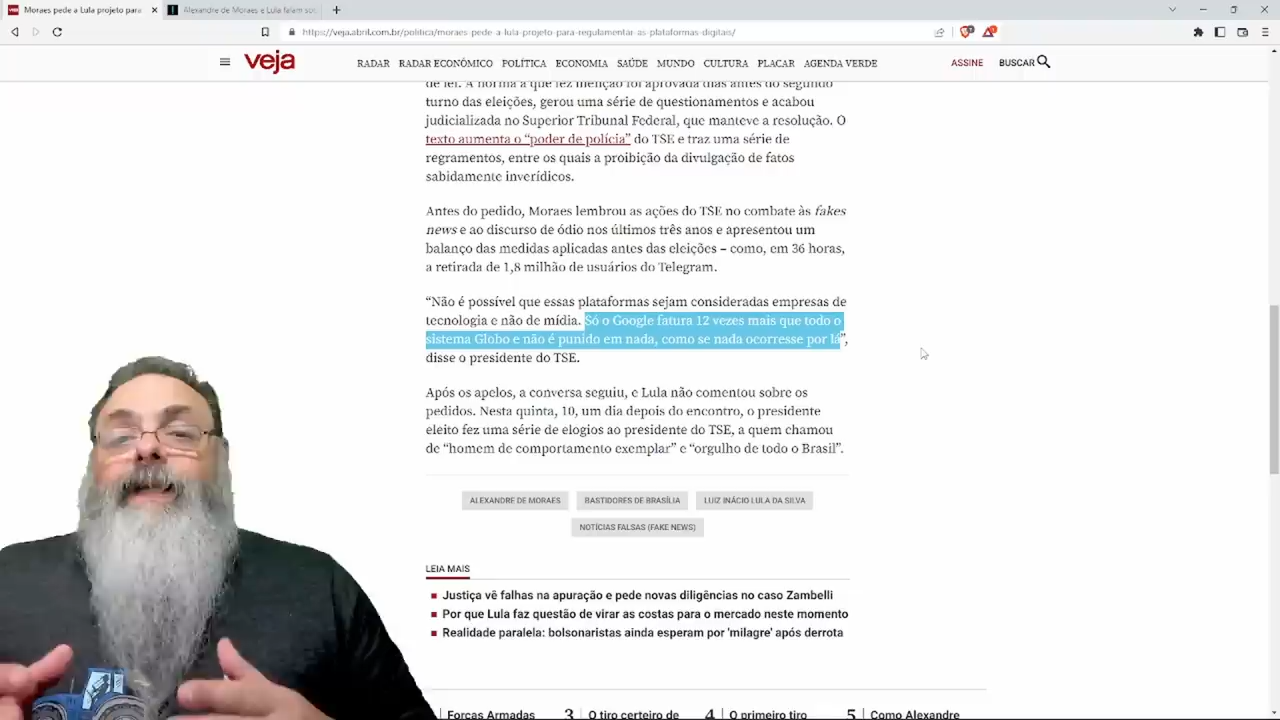 Moraes pede a Lula projeto para
Alexandre de Moraes e Lula falam so
https://veja.abril.com.br/politica/moraes-pede-a-lula-projeto-para-regulamentar-as-plataformas-digitais/
veja
RADAR RADAR ECONÔMICO POLÍTICA ECONOMIA SAÚDE MUNDO CULTURA PLACAR AGENDA VERDE
ASSINE
BUSCAR
de lei. A norma a que fez menção foi aprovada dias antes do segundo
turno das eleições, gerou uma série de questionamentos e acabou
judicializada no Superior Tribunal Federal, que manteve a resolução. O
texto aumenta o “poder de polícia” do TSE e traz uma série de
regramentos, entre os quais a proibição da divulgação de fatos
sabidamente inverídicos.
Antes do pedido, Moraes lembrou as ações do TSE no combate às fakes
news e ao discurso de ódio nos últimos três anos e apresentou um
balanço das medidas aplicadas antes das eleições – como, em 36 horas,
a retirada de 1,8 milhão de usuários do Telegram.
“Não é possível que essas plataformas sejam consideradas empresas de
tecnologia e não de mídia. Só o Google fatura 12 vezes mais que todo o
sistema Globo e não é punido em nada, como se nada ocorresse por lá”,
disse o presidente do TSE.
Após os apelos, a conversa seguiu, e Lula não comentou sobre os
pedidos. Nesta quinta, 10, um dia depois do encontro, o presidente
eleito fez uma série de elogios ao presidente do TSE, a quem chamou
de “homem de comportamento exemplar” e “orgulho de todo o Brasil”.
ALEXANDRE DE MORAES
BASTIDORES DE BRASÍLIA
LUIZ INÁCIO LULA DA SILVA
NOTÍCIAS FALSAS (FAKE NEWS)
LEIA MAIS
Justiça vê falhas na apuração e pede novas diligências no caso Zambelli
Por que Lula faz questão de virar as costas para o mercado neste momento
Realidade paralela: bolsonaristas ainda esperam por 'milagre' após derrota
Forças Armadas
3 O tiro certeiro de
4 O primeiro tiro
5 Como Alexandre